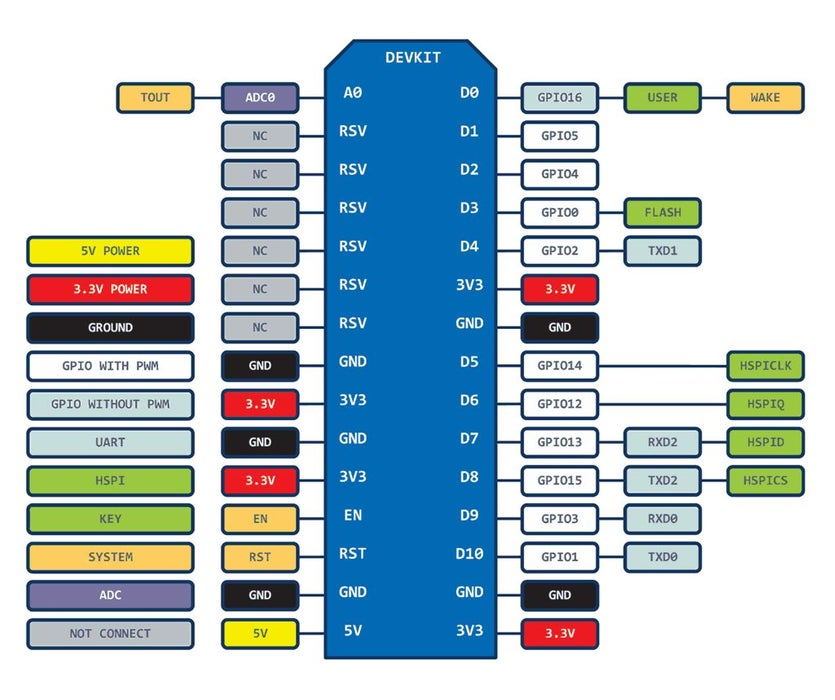 DEVKIT
TOUT ADC0 A0 D0 GPIO16 USER WAKE
NC RSV D1 GPIO5
NC RSV D2 GPIO4
NC RSV D3 GPIO0 FLASH
5V POWER NC RSV D4 GPIO2 TXD1
3.3V POWER NC RSV 3V3 3.3V
GROUND NC RSV GND GND
GPIO WITH PWM GND GND D5 GPIO14 HSPICLK
GPIO WITHOUT PWM 3.3V 3V3 D6 GPIO12 HSPIQ
UART GND GND D7 GPIO13 RXD2 HSPID
HSPI 3.3V 3V3 D8 GPIO15 TXD2 HSPICS
KEY EN EN D9 GPIO3 RXD0
SYSTEM RST RST D10 GPIO1 TXD0
ADC GND GND GND GND
NOT CONNECT 5V 5V 3V3 3.3V